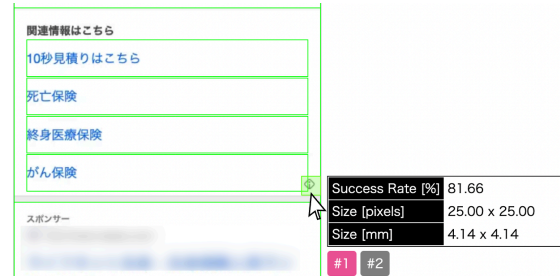 関連情報はこちら
10秒見積りはこちら
死亡保険
終身医療保険
がん保険
スポンサー
Success Rate [%] 81.66
Size [pixels] 25.00 x 25.00
Size [mm] 4.14 x 4.14
#1 #2